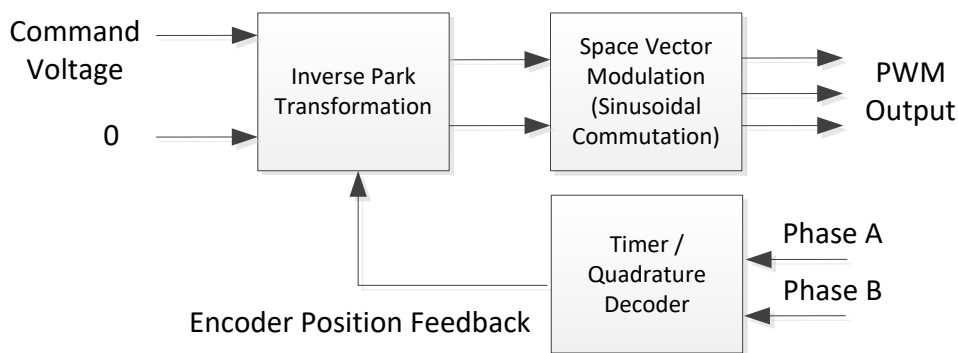 Command
Voltage
0
Inverse Park
Transformation
Space Vector
Modulation
(Sinusoidal
Commutation)
PWM
Output
Timer /
Quadrature
Decoder
Phase A
Phase B
Encoder Position Feedback